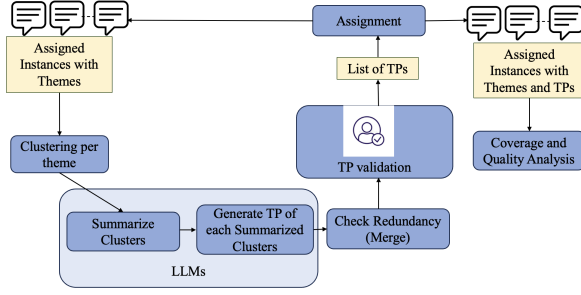 Assignment
Assigned
Instances with
Themes
List of TPs
Assigned
Instances with
Themes and TPs
Clustering per
theme
TP validation
Coverage and
Quality Analysis
Summarize
Clusters
Generate TP of
each Summarized
Clusters
Check Redundancy
(Merge)
LLMs